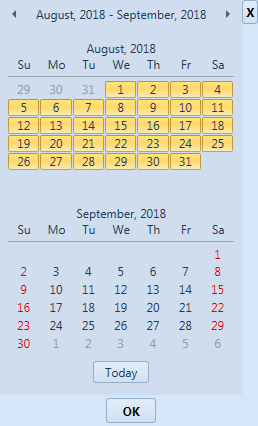 August, 2018 - September, 2018 X
August, 2018
Su Mo Tu We Th Fr Sa
29 30 31 1 2 3 4
5 6 7 8 9 10 11
12 13 14 15 16 17 18
19 20 21 22 23 24 25
26 27 28 29 30 31
September, 2018
Su Mo Tu We Th Fr Sa
1
2 3 4 5 6 7 8
9 10 11 12 13 14 15
16 17 18 19 20 21 22
23 24 25 26 27 28 29
30 1 2 3 4 5 6
Today
OK